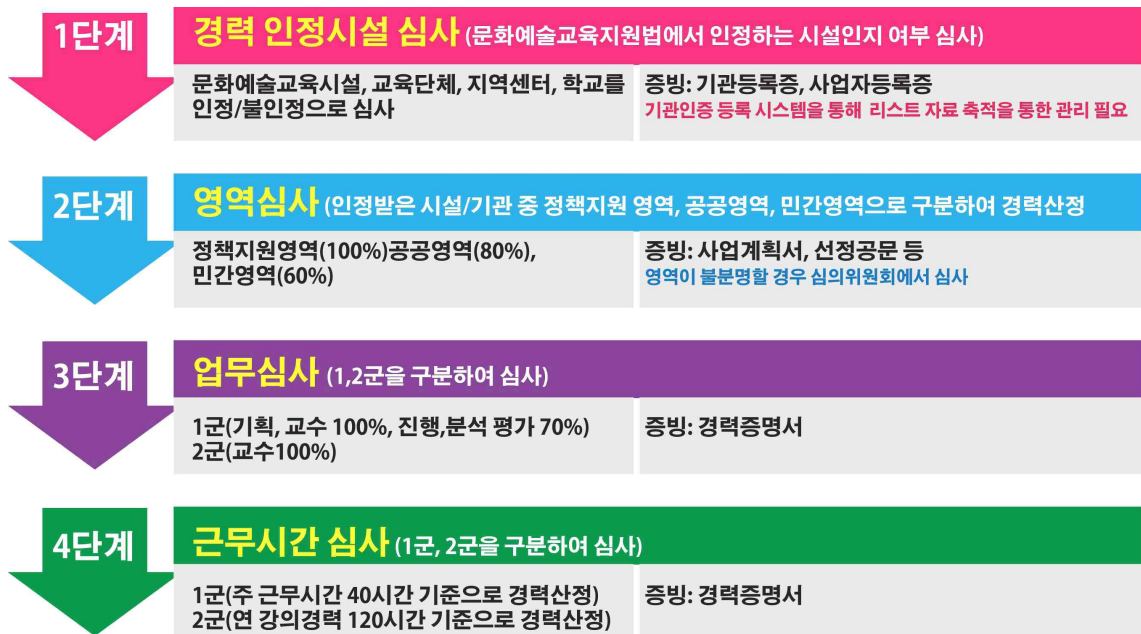 1단계
경력 인정시설 심사 (문화예술교육지원법에서 인정하는 시설인지 여부 심사)
문화예술교육시설, 교육단체, 지역센터, 학교를
인정/불인정으로 심사
증빙: 기관등록증, 사업자등록증
기관인증 등록 시스템을 통해 리스트 자료 축적을 통한 관리 필요
2단계
영역심사 (인정받은 시설/기관 중 정책지원 영역, 공공영역, 민간영역으로 구분하여 경력산정
정책지원영역(100%)공공영역(80%),
민간영역(60%)
증빙: 사업계획서, 선정공문 등
영역이 불분명할 경우 심의위원회에서 심사
3단계
업무심사 (1,2군을 구분하여 심사)
1군(기획, 교수 100%, 진행,분석 평가 70%)
2군(교수100%)
증빙: 경력증명서
4단계
근무시간 심사 (1군, 2군을 구분하여 심사)
1군(주 근무시간 40시간 기준으로 경력산정)
2군(연 강의경력 120시간 기준으로 경력산정)
증빙: 경력증명서